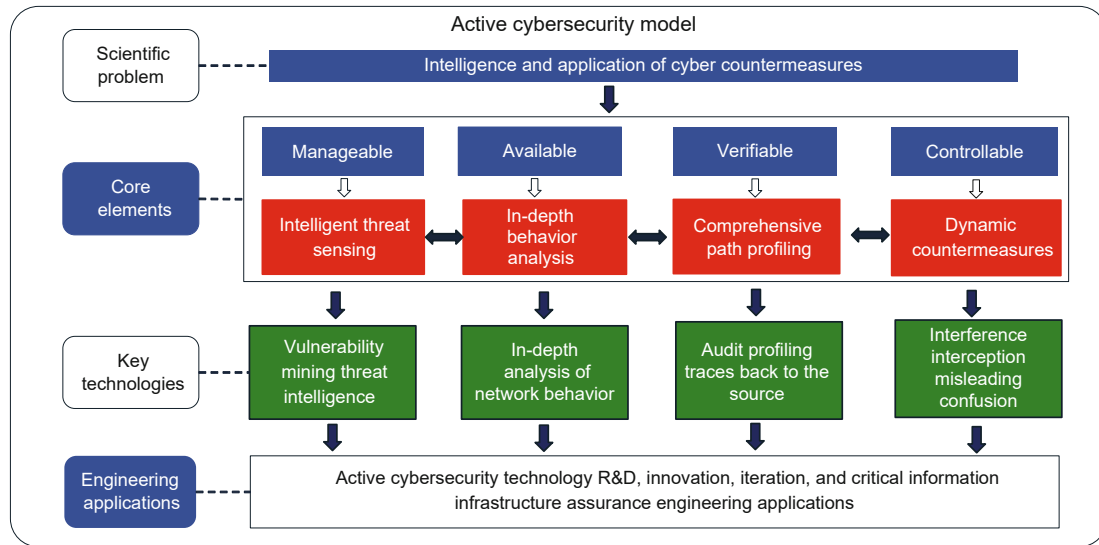 Active cybersecurity model
Scientific
problem
Intelligence and application of cyber countermeasures
Manageable
Available
Verifiable
Controllable
Core
elements
Intelligent threat
sensing
In-depth
behavior
analysis
Comprehensive
path profiling
Dynamic
countermeasures
Key
technologies
Vulnerability
mining threat
intelligence
In-depth
analysis of
network behavior
Audit profiling
traces back to the
source
Interference
interception
misleading
confusion
Engineering
applications
Active cybersecurity technology R&D, innovation, iteration, and critical information
infrastructure assurance engineering applications